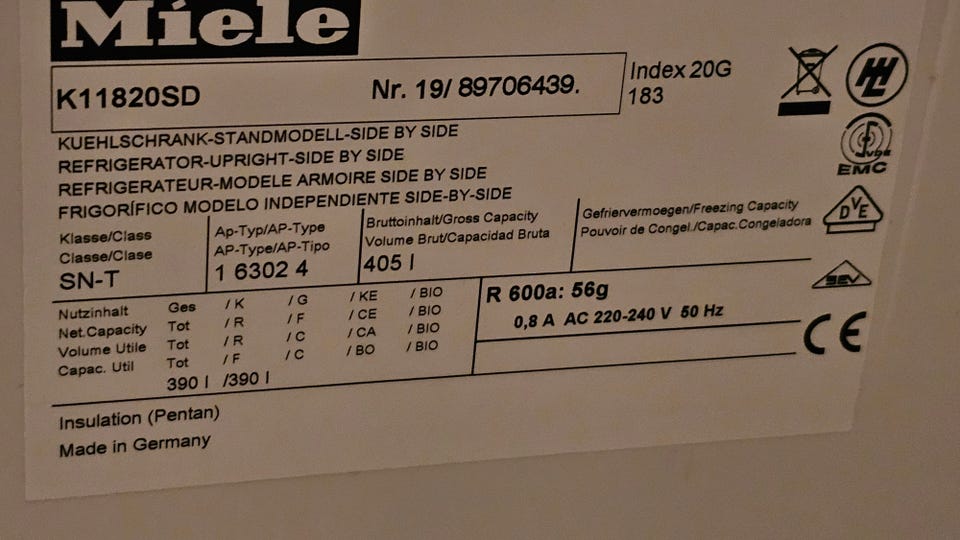 Miele
K11820SD Nr. 19/ 89706439.
Index 20G
183
KUEHLSCHRANK-STANDMODELL-SIDE BY SIDE
REFRIGERATOR-UPRIGHT-SIDE BY SIDE
REFRIGERATEUR-MODELE ARMOIRE SIDE BY SIDE
FRIGORÍFICO MODELO INDEPENDIENTE SIDE-BY-SIDE
Klasse/Class
Classe/Clase
SN-T
Ap-Typ/AP-Type
AP-Type/AP-Tipo
1 6302 4
Bruttoinhalt/Gross Capacity
Volume Brut/Capacidad Bruta
405 l
Gefriervermoegen/Freezing Capacity
Pouvoir de Congel./Capac.Congeladora
Nutzinhalt Ges / K / G / KE / BIO
Net.Capacity Tot / R / F / CE / BIO
Volume Utile Tot / R / C / CA / BIO
Capac. Util Tot / F / C / BO / BIO
390 l /390 l
R 600a: 56g
0,8 A AC 220-240 V 50 Hz
Insulation (Pentan)
Made in Germany
VDE
EMC
DVE
SEV
CE